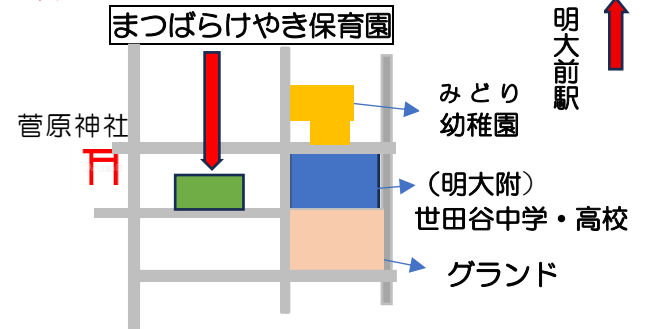 まつばらけやき保育園
明大前駅
みどり
幼稚園
菅原神社
（明大附）
世田谷中学・高校
グランド